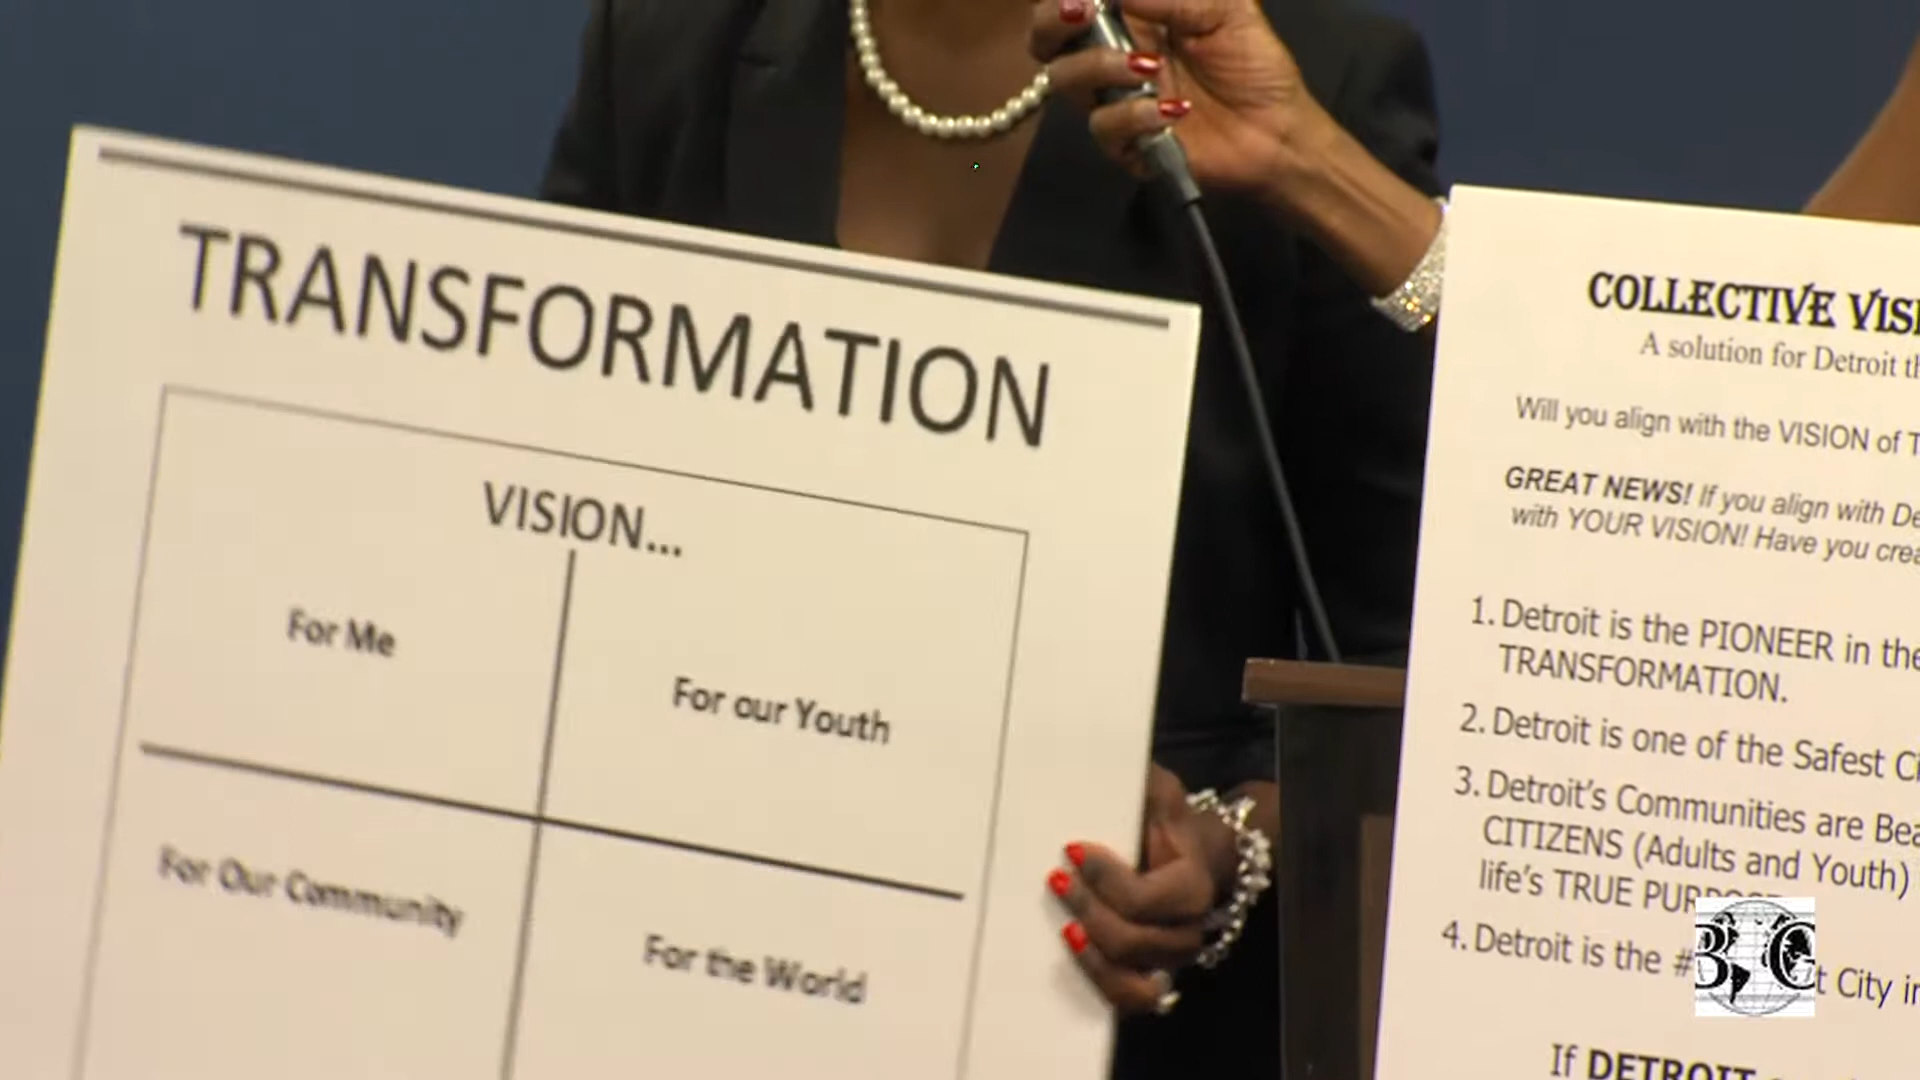 TRANSFORMATION
VISION...
For Me
For our Youth
For Our Community
For the World
COLLECTIVE
A solution for Detroit
Will you align with the VISION of
GREAT NEWS! If you align with
with YOUR VISION! Have you
1. Detroit is the PIONEER in the
TRANSFORMATION.
2. Detroit is one of the Safest
3. Detroit's Communities are
CITIZENS (Adults and Youth)
life's TRUE
4. Detroit is the # City in
If DETROIT
B C